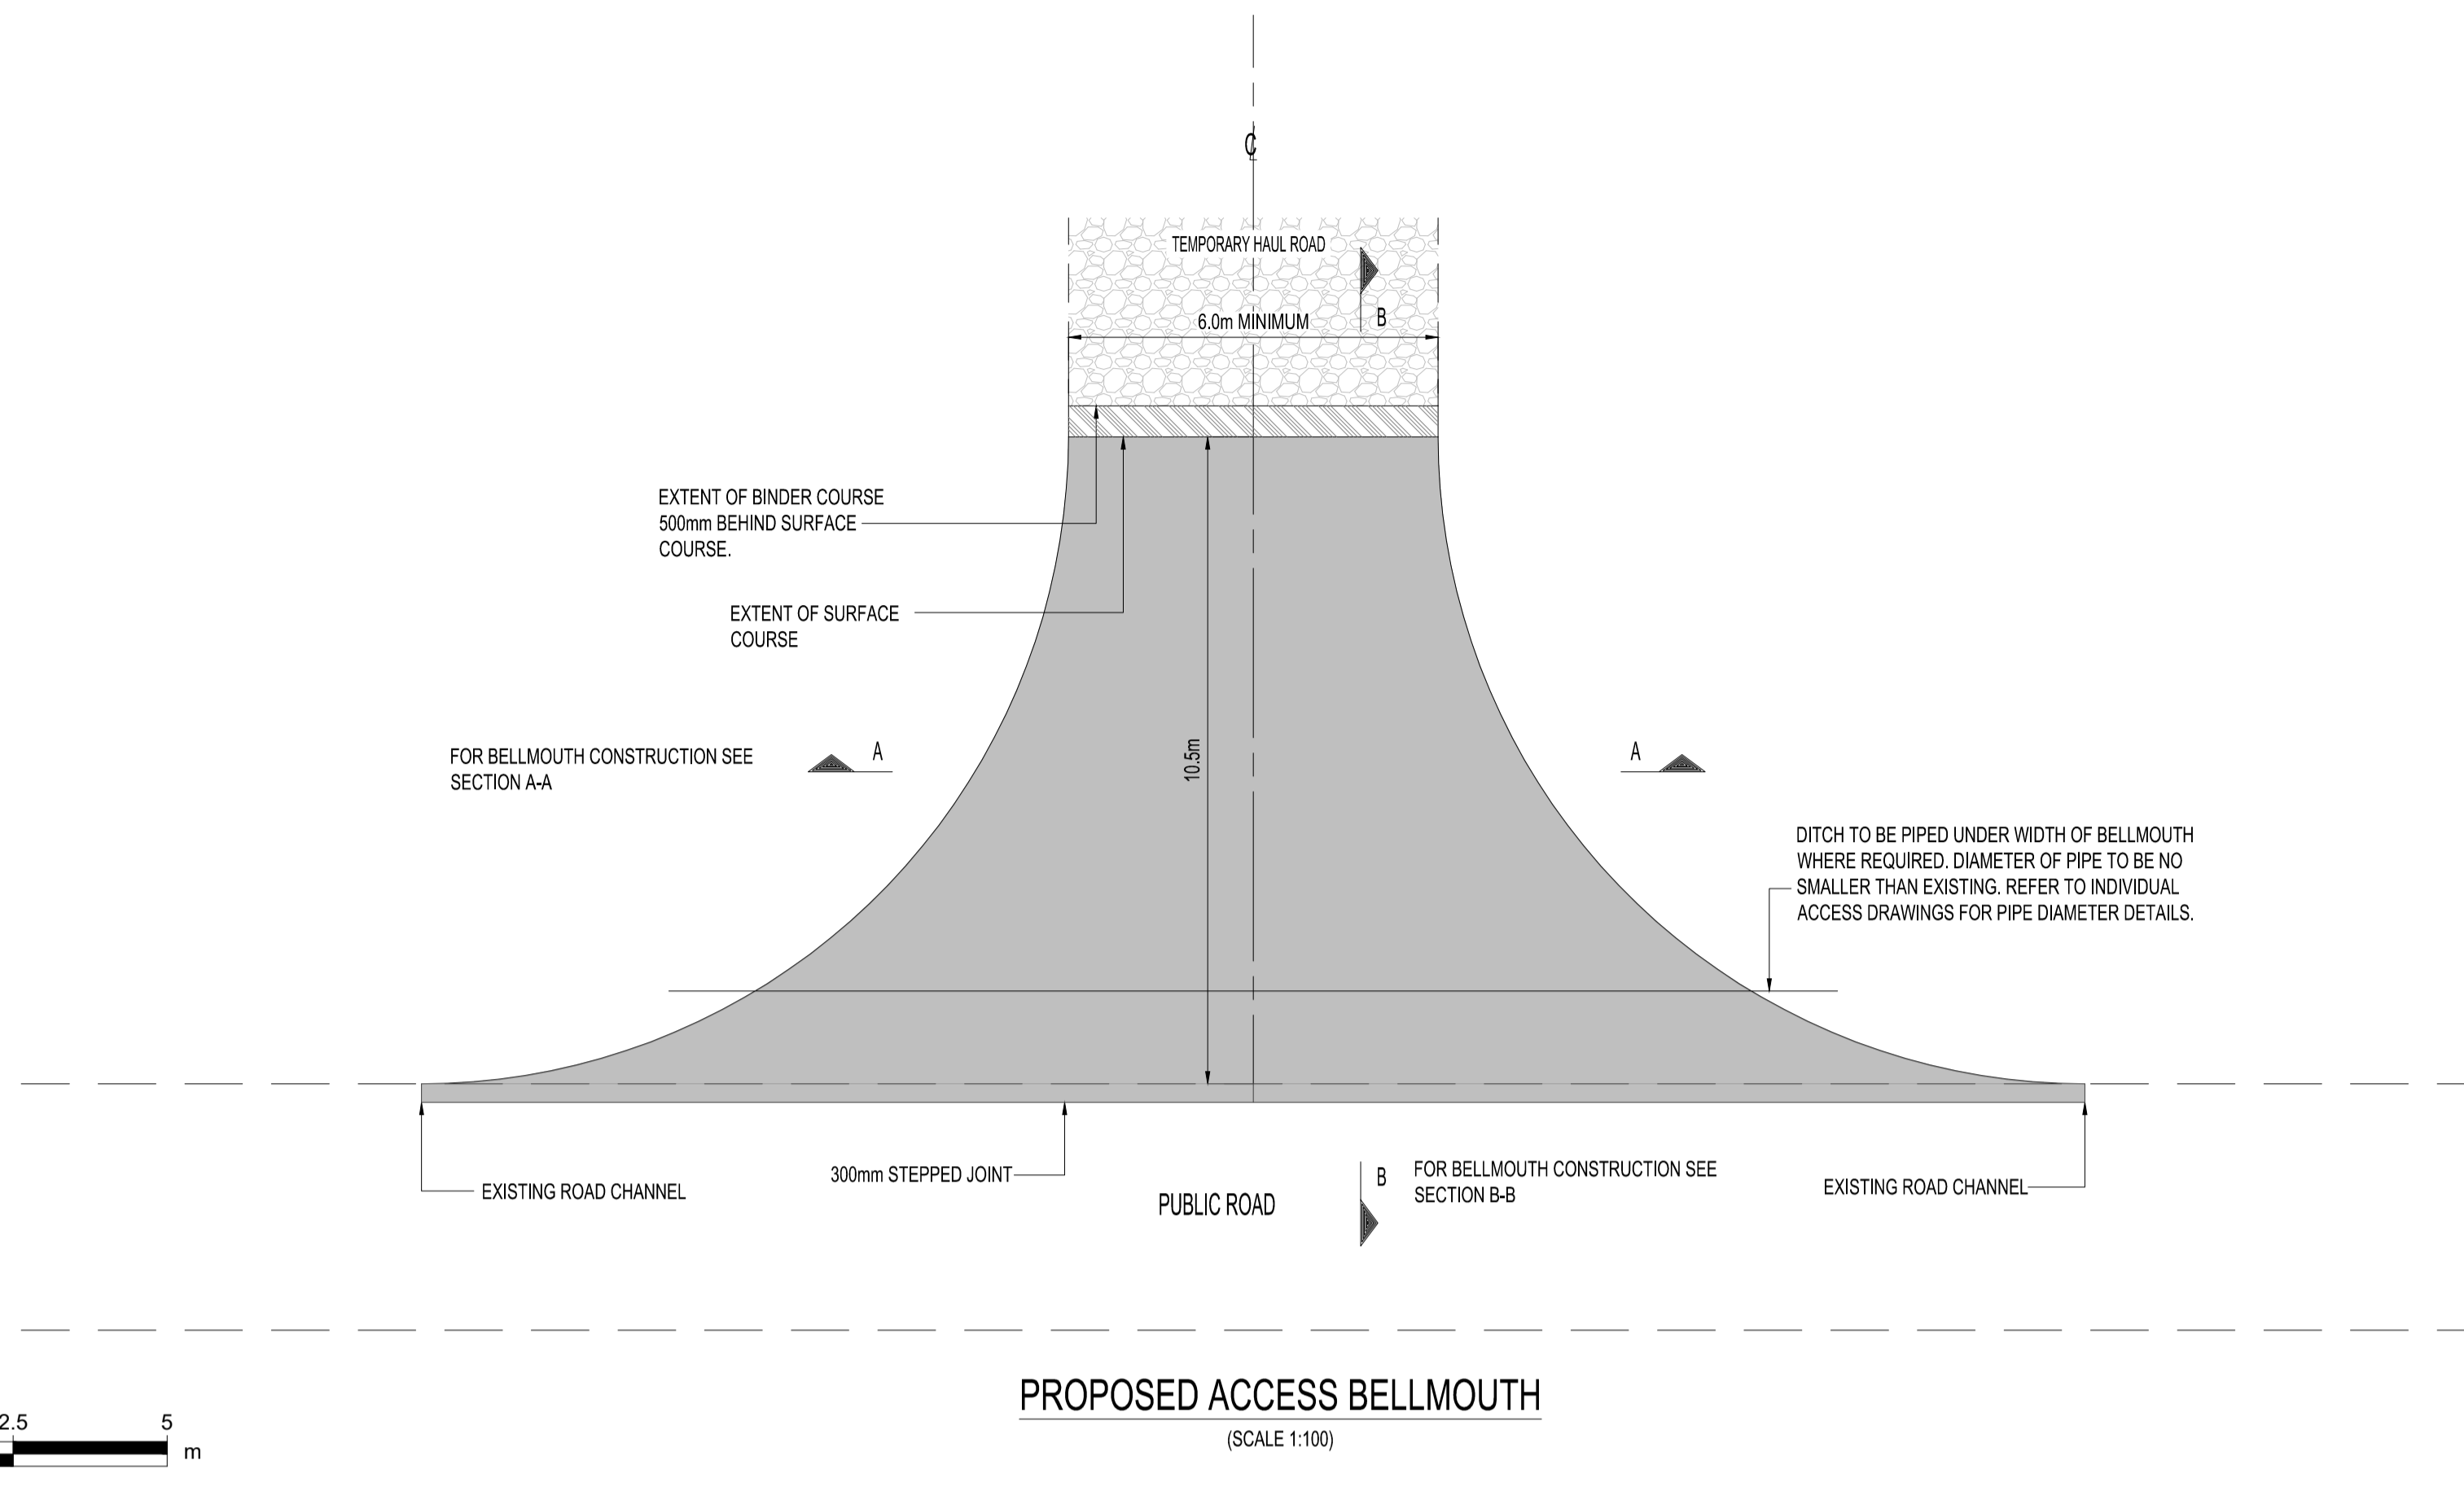 ℄
TEMPORARY HAUL ROAD
B
6.0m MINIMUM
EXTENT OF BINDER COURSE
500mm BEHIND SURFACE
COURSE.
EXTENT OF SURFACE
COURSE
10.5m
FOR BELLMOUTH CONSTRUCTION SEE
SECTION A-A
A
A
DITCH TO BE PIPED UNDER WIDTH OF BELLMOUTH
WHERE REQUIRED. DIAMETER OF PIPE TO BE NO
SMALLER THAN EXISTING. REFER TO INDIVIDUAL
ACCESS DRAWINGS FOR PIPE DIAMETER DETAILS.
EXISTING ROAD CHANNEL
300mm STEPPED JOINT
PUBLIC ROAD
B
FOR BELLMOUTH CONSTRUCTION SEE
SECTION B-B
EXISTING ROAD CHANNEL
PROPOSED ACCESS BELLMOUTH
(SCALE 1:100)
2.5
5
m